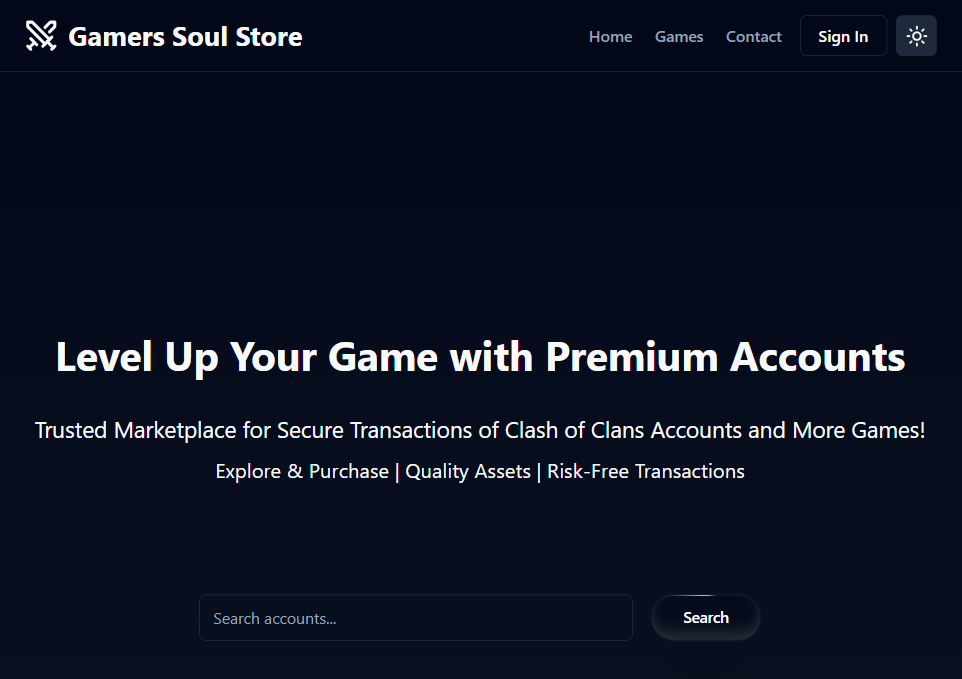 Gamers Soul Store
Home Games Contact Sign In
Level Up Your Game with Premium Accounts
Trusted Marketplace for Secure Transactions of Clash of Clans Accounts and More Games!
Explore & Purchase | Quality Assets | Risk-Free Transactions
Search accounts... Search